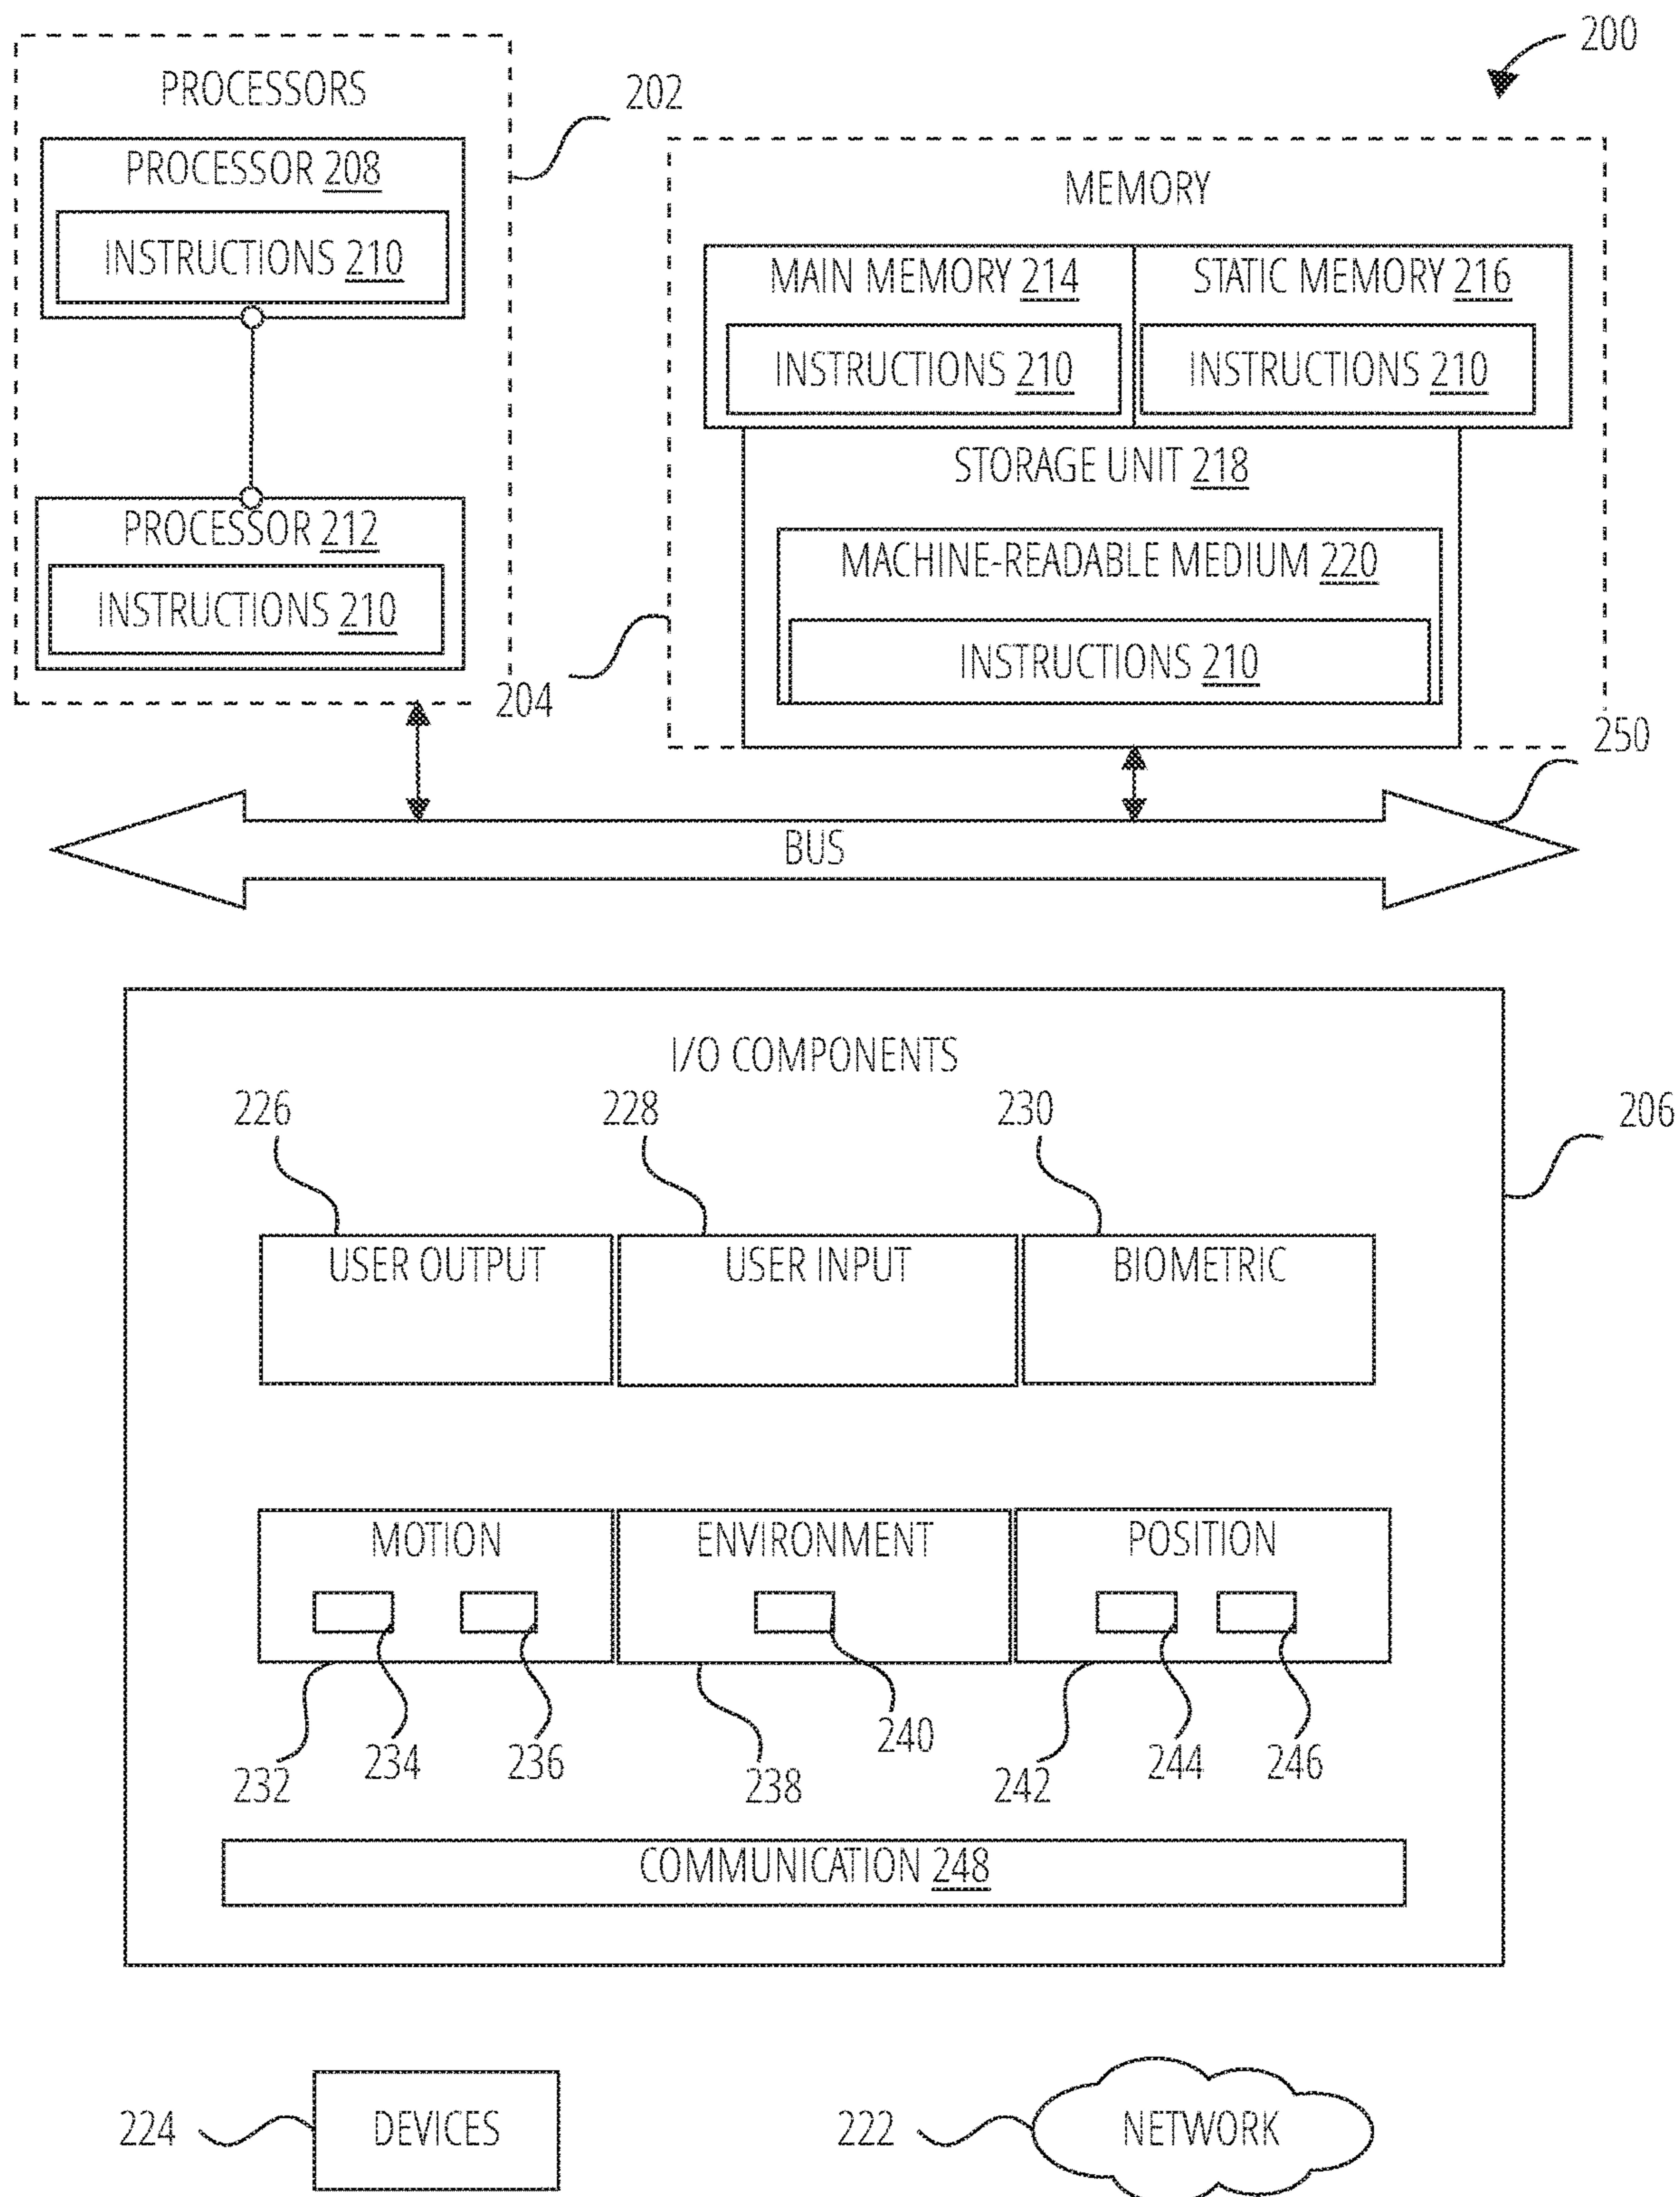 200
PROCESSORS
202
PROCESSOR 208
INSTRUCTIONS 210
PROCESSOR 212
INSTRUCTIONS 210
204
MEMORY
MAIN MEMORY 214
STATIC MEMORY 216
INSTRUCTIONS 210
INSTRUCTIONS 210
STORAGE UNIT 218
MACHINE-READABLE MEDIUM 220
INSTRUCTIONS 210
250
BUS
I/O COMPONENTS
206
226
228
230
USER OUTPUT
USER INPUT
BIOMETRIC
MOTION
ENVIRONMENT
POSITION
232
234
236
238
240
242
244
246
COMMUNICATION 248
224
DEVICES
222
NETWORK